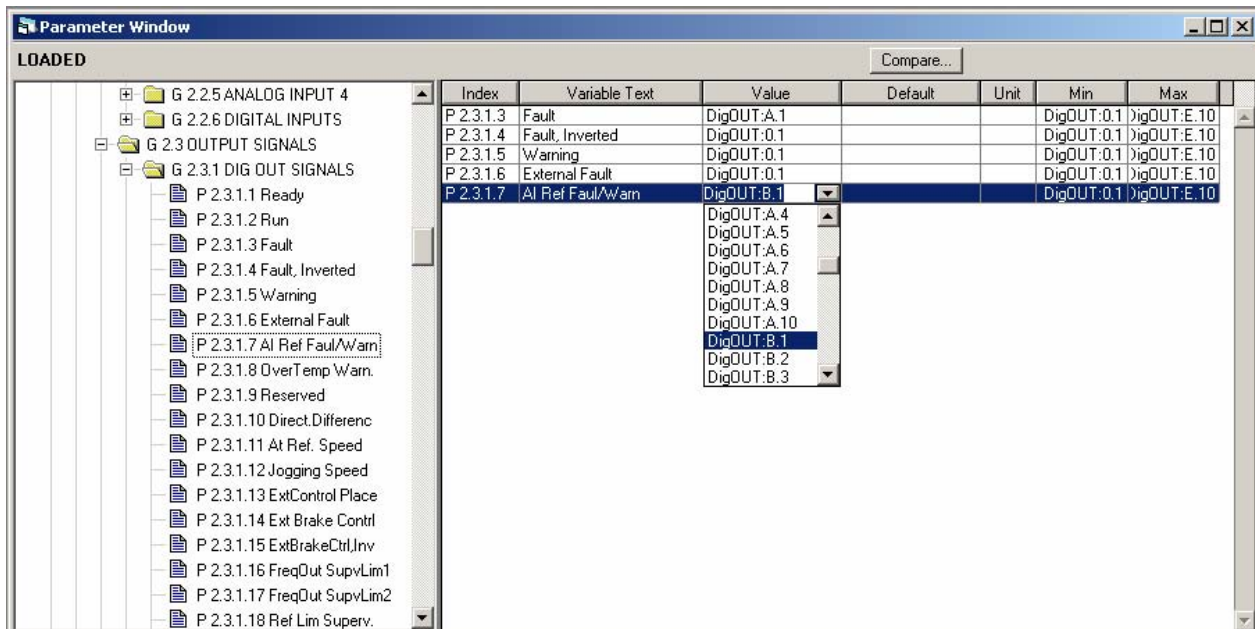 Parameter Window
LOADED
Compare...
G 2.2.5 ANALOG INPUT 4
G 2.2.6 DIGITAL INPUTS
G 2.3 OUTPUT SIGNALS
G 2.3.1 DIG OUT SIGNALS
P 2.3.1.1 Ready
P 2.3.1.2 Run
P 2.3.1.3 Fault
P 2.3.1.4 Fault, Inverted
P 2.3.1.5 Warning
P 2.3.1.6 External Fault
P 2.3.1.7 AI Ref Faul/Warn
P 2.3.1.8 OverTemp Warn.
P 2.3.1.9 Reserved
P 2.3.1.10 Direct.Differenc
P 2.3.1.11 At Ref. Speed
P 2.3.1.12 Jogging Speed
P 2.3.1.13 ExtControl Place
P 2.3.1.14 Ext Brake Contrl
P 2.3.1.15 ExtBrakeCtrl,Inv
P 2.3.1.16 FreqOut SupvLim1
P 2.3.1.17 FreqOut SupvLim2
P 2.3.1.18 Ref Lim Superv.
Index Variable Text Value Default Unit Min Max
P 2.3.1.3 Fault DigOUT:A.1 DigOUT:0.1 DigOUT:E.10
P 2.3.1.4 Fault, Inverted DigOUT:0.1 DigOUT:0.1 DigOUT:E.10
P 2.3.1.5 Warning DigOUT:0.1 DigOUT:0.1 DigOUT:E.10
P 2.3.1.6 External Fault DigOUT:0.1 DigOUT:0.1 DigOUT:E.10
P 2.3.1.7 AI Ref Faul/Warn DigOUT:B.1 DigOUT:0.1 DigOUT:E.10
DigOUT:A.4
DigOUT:A.5
DigOUT:A.6
DigOUT:A.7
DigOUT:A.8
DigOUT:A.9
DigOUT:A.10
DigOUT:B.1
DigOUT:B.2
DigOUT:B.3